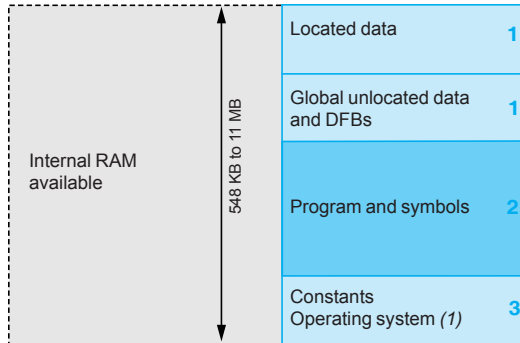 Internal RAM
available
548 KB to 11 MB
Located data 1
Global unlocated data 1
and DFBs
Program and symbols 2
Constants 3
Operating system (1)